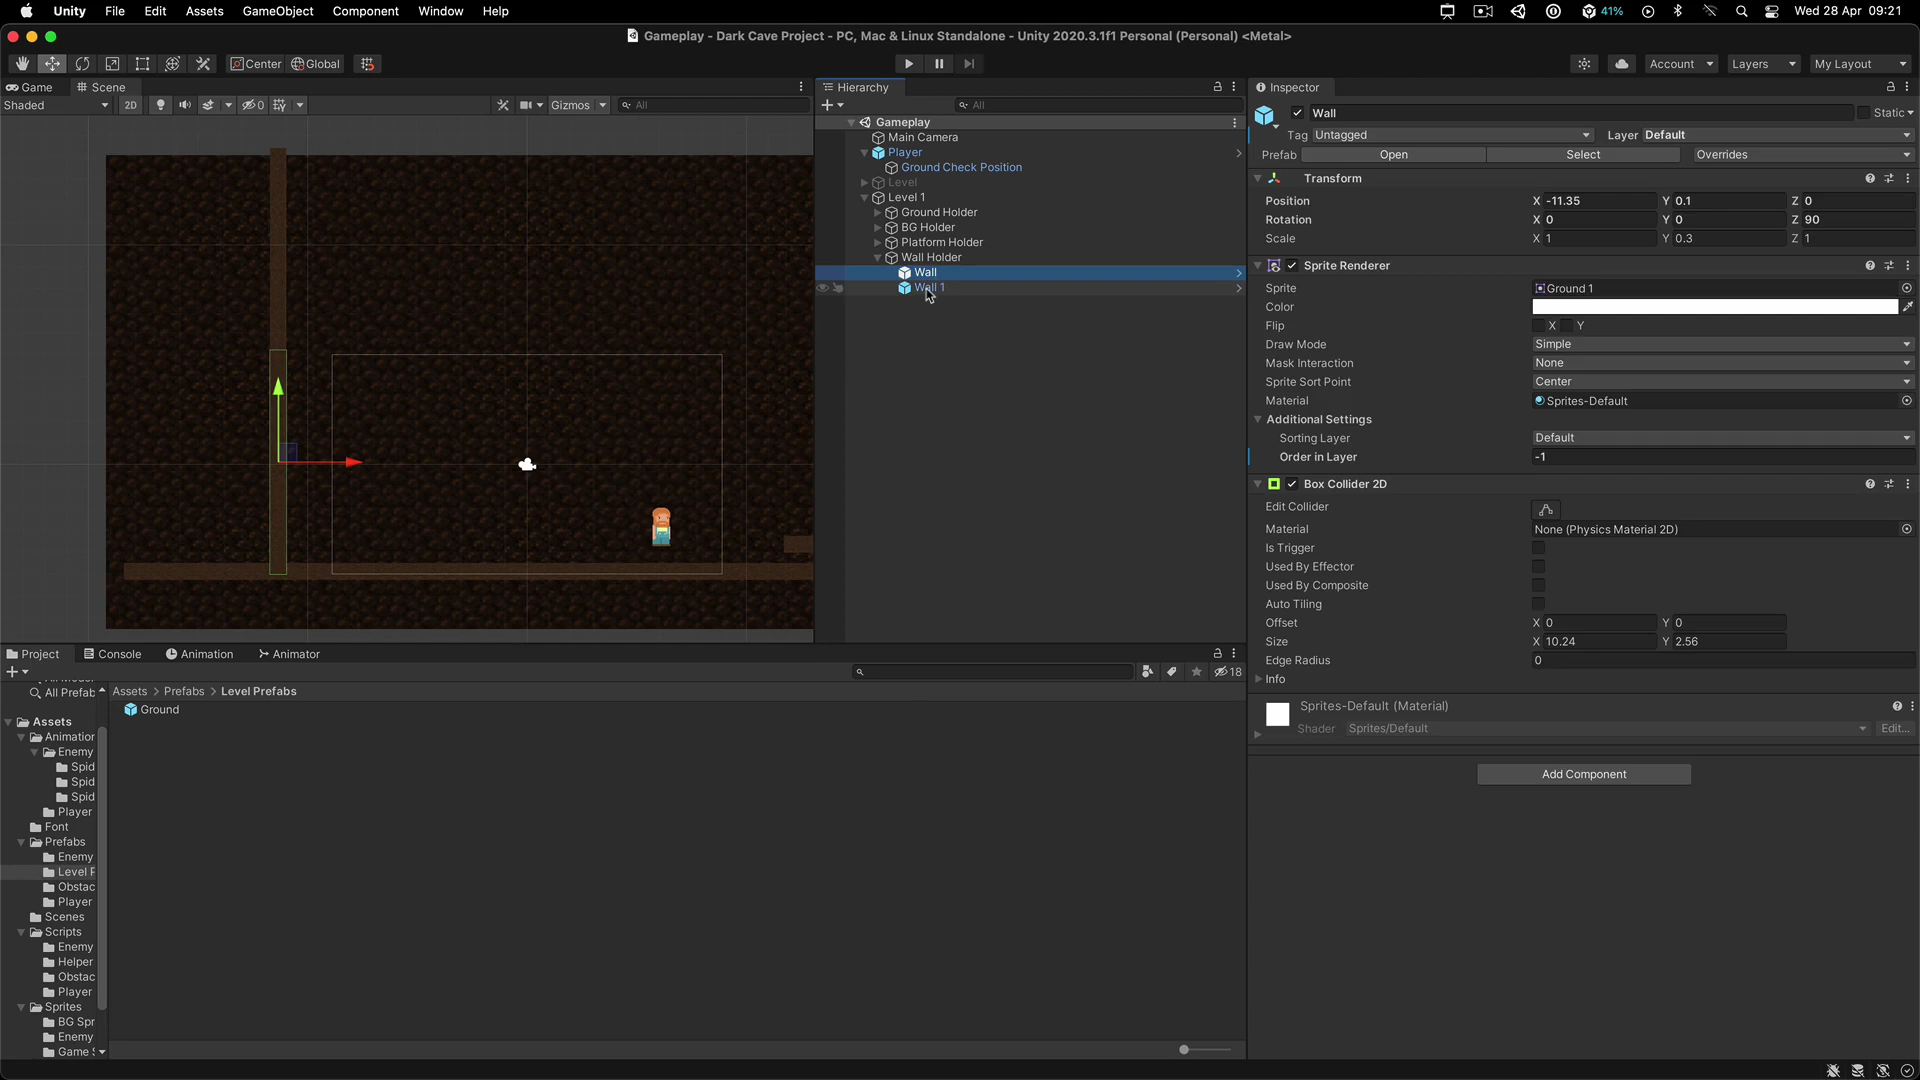 Unity File Edit Assets GameObject Component Window Help 41% Wed 28 Apr 09:21
Gameplay - Dark Cave Project - PC, Mac & Linux Standalone - Unity 2020.3.1f1 Personal (Personal) <Metal>
Center Global Account Layers My Layout
Game Scene
Shaded 2D 0 Gizmos All
Hierarchy
All
Gameplay
Main Camera
Player
Ground Check Position
Level
Level 1
Ground Holder
BG Holder
Platform Holder
Wall Holder
Wall
Wall 1
Inspector
Wall Static
Tag Untagged Layer Default
Prefab Open Select Overrides
Transform
Position X -11.35 Y 0.1 Z 0
Rotation X 0 Y 0 Z 90
Scale X 1 Y 0.3 Z 1
Sprite Renderer
Sprite Ground 1
Color
Flip X Y
Draw Mode Simple
Mask Interaction None
Sprite Sort Point Center
Material Sprites-Default
Additional Settings
Sorting Layer Default
Order in Layer -1
Box Collider 2D
Edit Collider
Material None (Physics Material 2D)
Is Trigger
Used By Effector
Used By Composite
Auto Tiling
Offset X 0 Y 0
Size X 10.24 Y 2.56
Edge Radius 0
Info
Sprites-Default (Material)
Shader Sprites/Default Edit...
Add Component
Project Console Animation Animator
18
All Prefab
Assets
Animation
Enemy
Spid
Spid
Spid
Player
Font
Prefabs
Enemy
Level P
Obstac
Player
Scenes
Scripts
Enemy
Helper
Obstac
Player
Sprites
BG Spr
Enemy
Game S
Assets > Prefabs > Level Prefabs
Ground